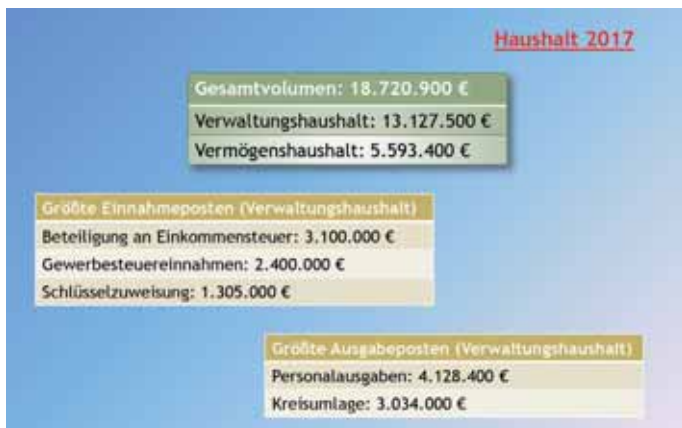 Haushalt 2017
Gesamtvolumen: 18.720.900 €
Verwaltungshaushalt: 13.127.500 €
Vermögenshaushalt: 5.593.400 €
Größte Einnahmeposten (Verwaltungshaushalt)
Beteiligung an Einkommensteuer: 3.100.000 €
Gewerbesteuereinnahmen: 2.400.000 €
Schlüsselzuweisung: 1.305.000 €
Größte Ausgabeposten (Verwaltungshaushalt)
Personalausgaben: 4.128.400 €
Kreisumlage: 3.034.000 €